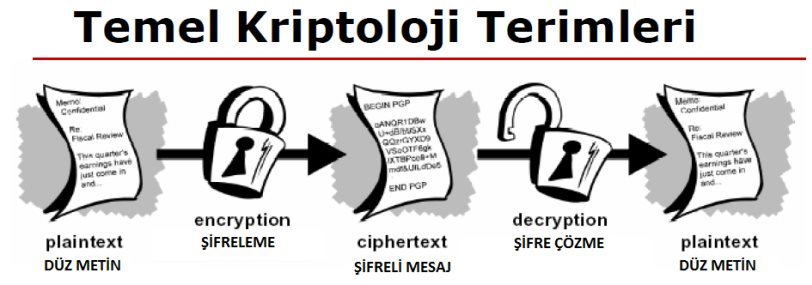 Temel Kriptoloji Terimleri
Memo:
Confidential
Re:
Fiscal Review
This quarter's
earnings have
just come in
and...
plaintext
DÜZ METİN
encryption
ŞİFRELEME
BEGIN PGP
END PGP
ciphertext
ŞİFRELİ MESAJ
decryption
ŞİFRE ÇÖZME
Memo:
Confidential
Re:
Fiscal Review
This quarter's
earnings have
just come in
and...
plaintext
DÜZ METİN